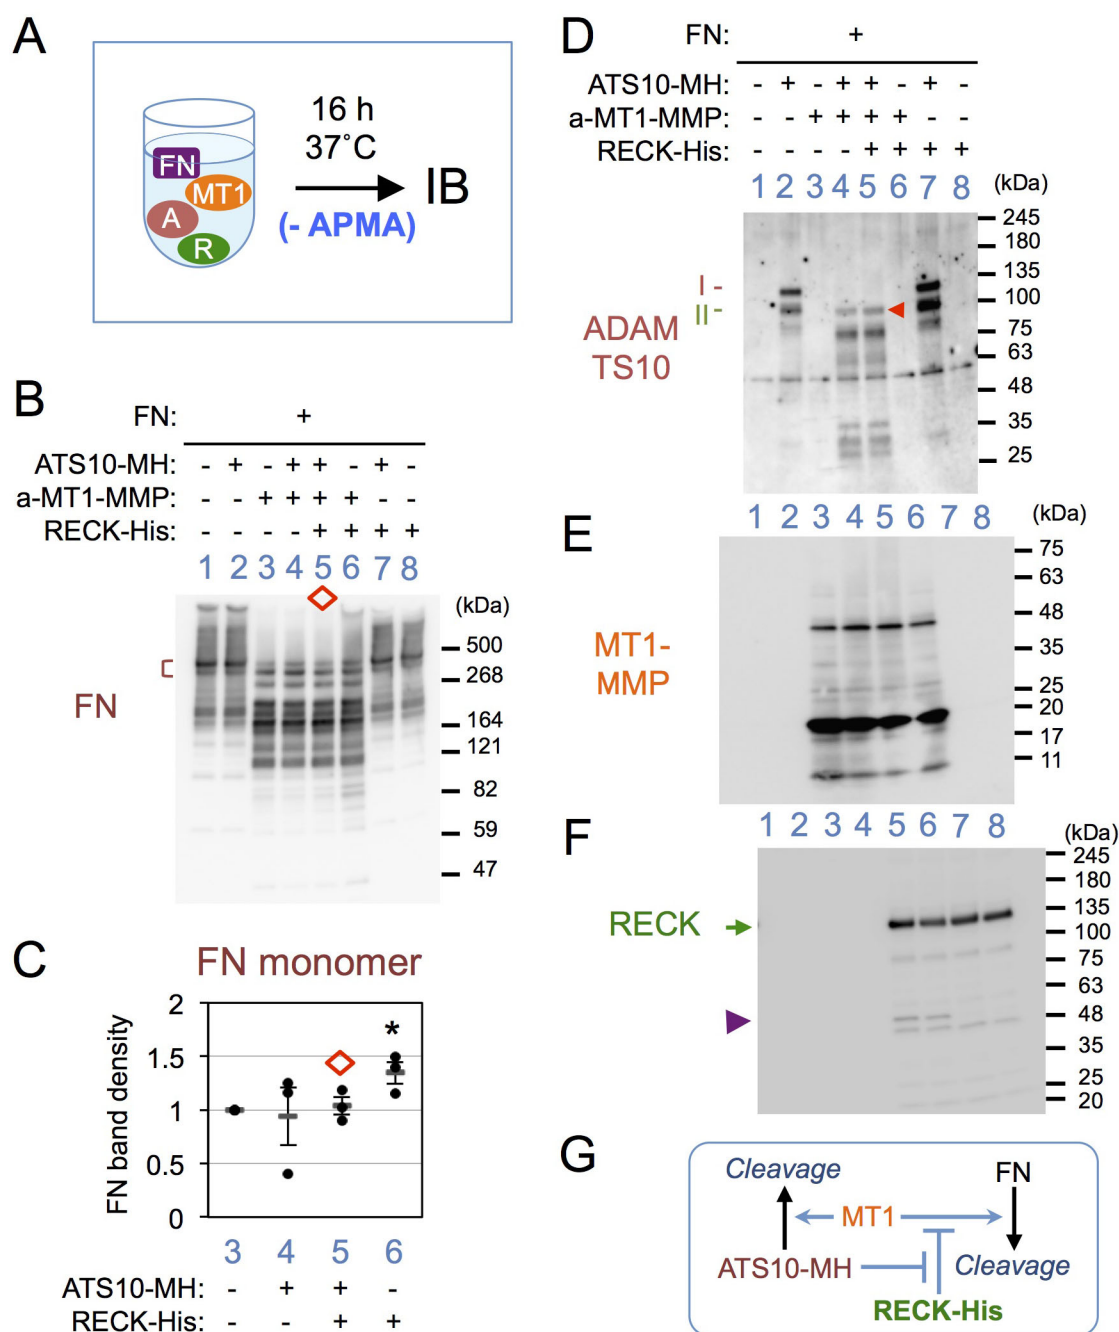 A
FN
MT1
A
R
16 h
37˚C
(- APMA)
IB
B
FN: +
ATS10-MH: - + - + + - + -
a-MT1-MMP: - - + + + + - -
RECK-His: - - - - + + + +
1 2 3 4 5 6 7 8
(kDa)
FN
500
268
164
121
82
59
47
C
FN monomer
FN band density
2
1.5
1
0.5
0
*
3 4 5 6
ATS10-MH: - + + -
RECK-His: - - + +
D
FN: +
ATS10-MH: - + - + + - + -
a-MT1-MMP: - - + + + + - -
RECK-His: - - - - + + + +
1 2 3 4 5 6 7 8
(kDa)
I -
II -
ADAM
TS10
245
180
135
100
75
63
48
35
25
E
1 2 3 4 5 6 7 8
(kDa)
MT1-
MMP
75
63
48
35
25
20
17
11
F
1 2 3 4 5 6 7 8
(kDa)
RECK
245
180
135
100
75
63
48
35
25
20
G
Cleavage
FN
MT1
ATS10-MH
Cleavage
RECK-His